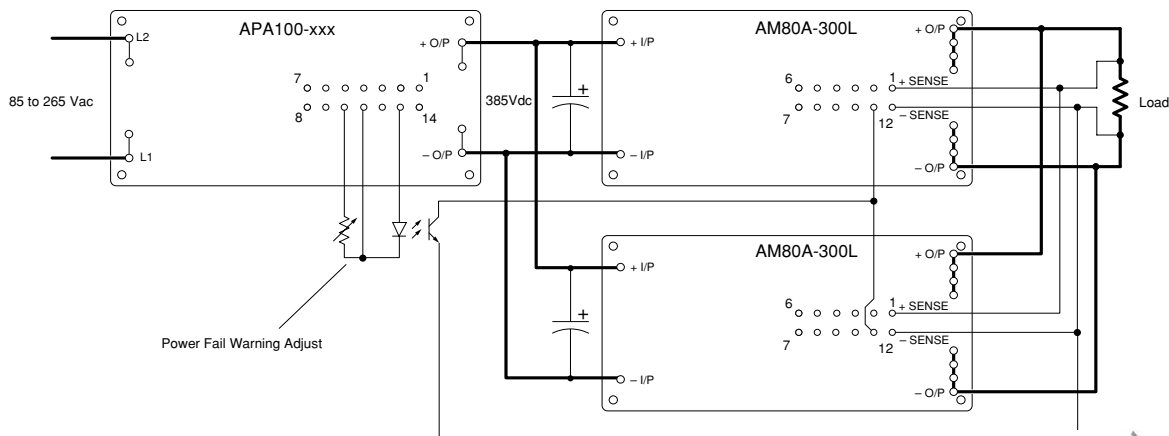 APA100-xxx
AM80A-300L
L2
+ O/P
+ I/P
+ O/P
7
1
6
1
+ SENSE
85 to 265 Vac
385Vdc
+
Load
8
14
7
12
– SENSE
L1
– O/P
– I/P
– O/P
AM80A-300L
+ I/P
+ O/P
+
6
1
+ SENSE
7
12
– SENSE
Power Fail Warning Adjust
– I/P
– O/P